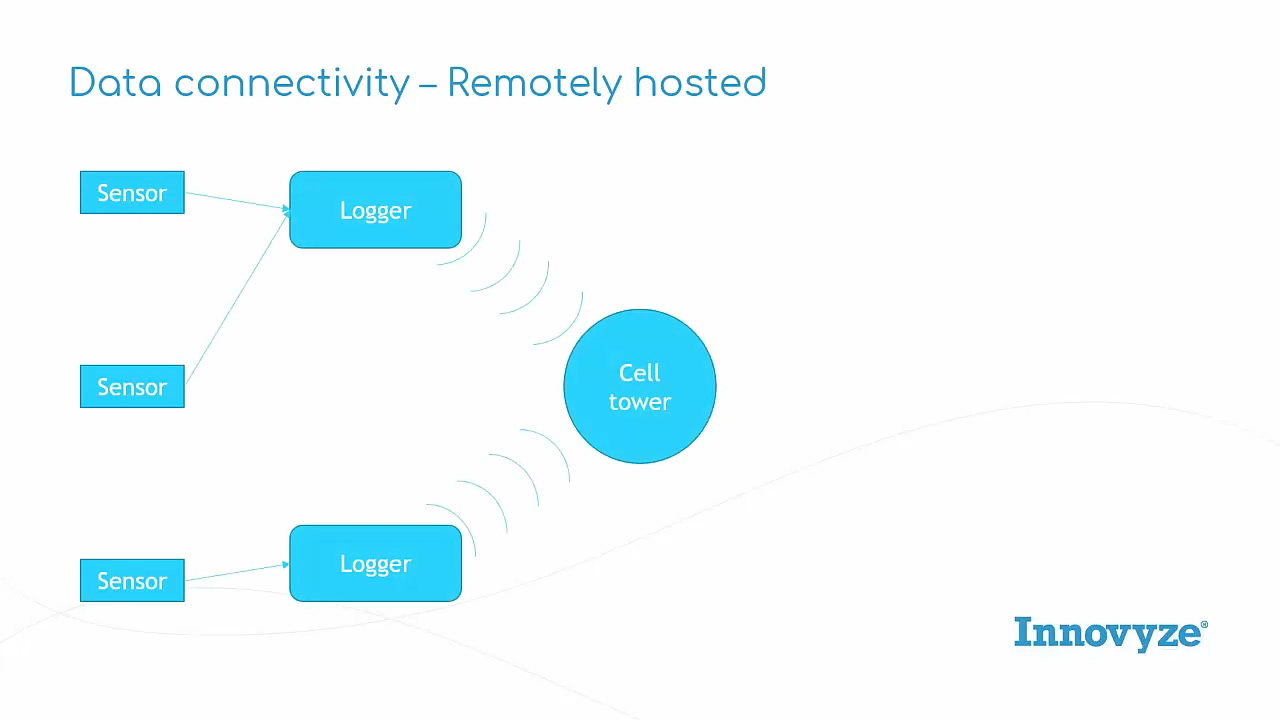 Data connectivity – Remotely hosted
Sensor
Logger
Sensor
Cell
tower
Logger
Sensor
Innovyze®